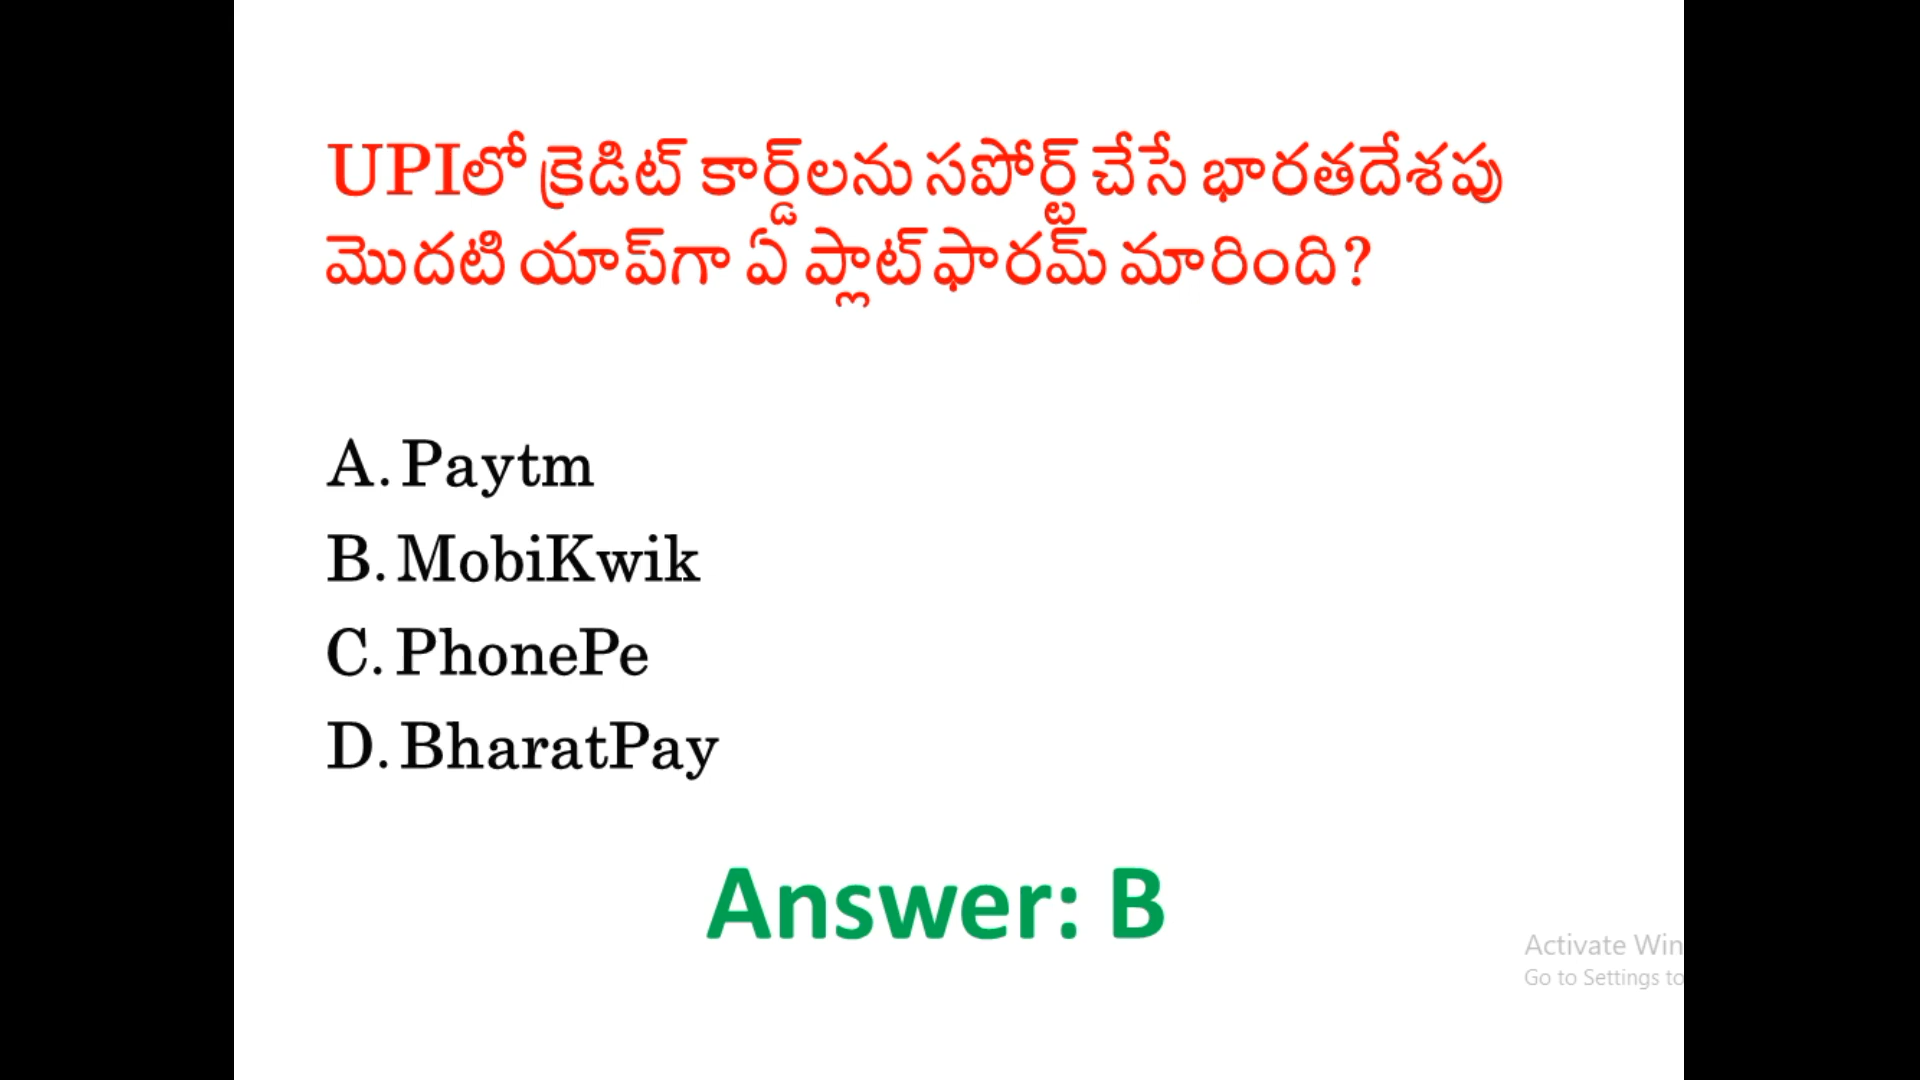 UPIలో క్రెడిట్ కార్డ్‌లను సపోర్ట్ చేసే భారతదేశపు
మొదటి యాప్‌గా ఏ ప్లాట్ ఫారమ్ మారింది?
A. Paytm
B. MobiKwik
C. PhonePe
D. BharatPay
Answer: B
Activate Win
Go to Settings to